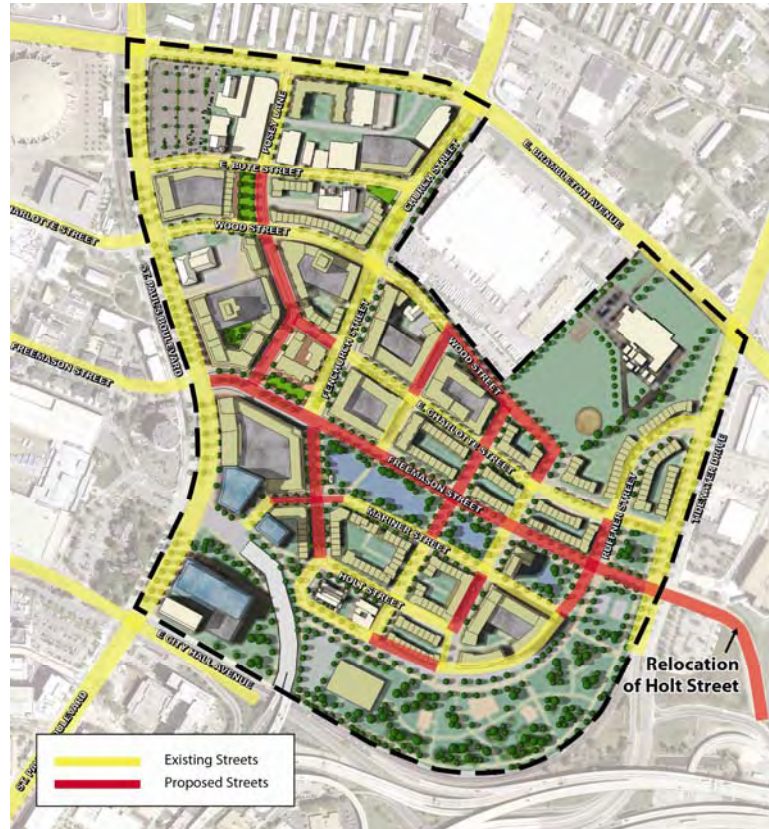 POSEY LANE
E. BUTE STREET
CHURCH STREET
E. BRAMBLETON AVENUE
HARLOTTE STREET
WOOD STREET
ST. PAUL'S BOULEVARD
FREEMASON STREET
FENCHURCH STREET
WOOD STREET
E. CHARLOTTE STREET
FREEMASON STREET
TIDEWATER DRIVE
RUFFNER STREET
MARINER STREET
HOLT STREET
E CITY HALL AVENUE
Relocation
of Holt Street
Existing Streets
Proposed Streets